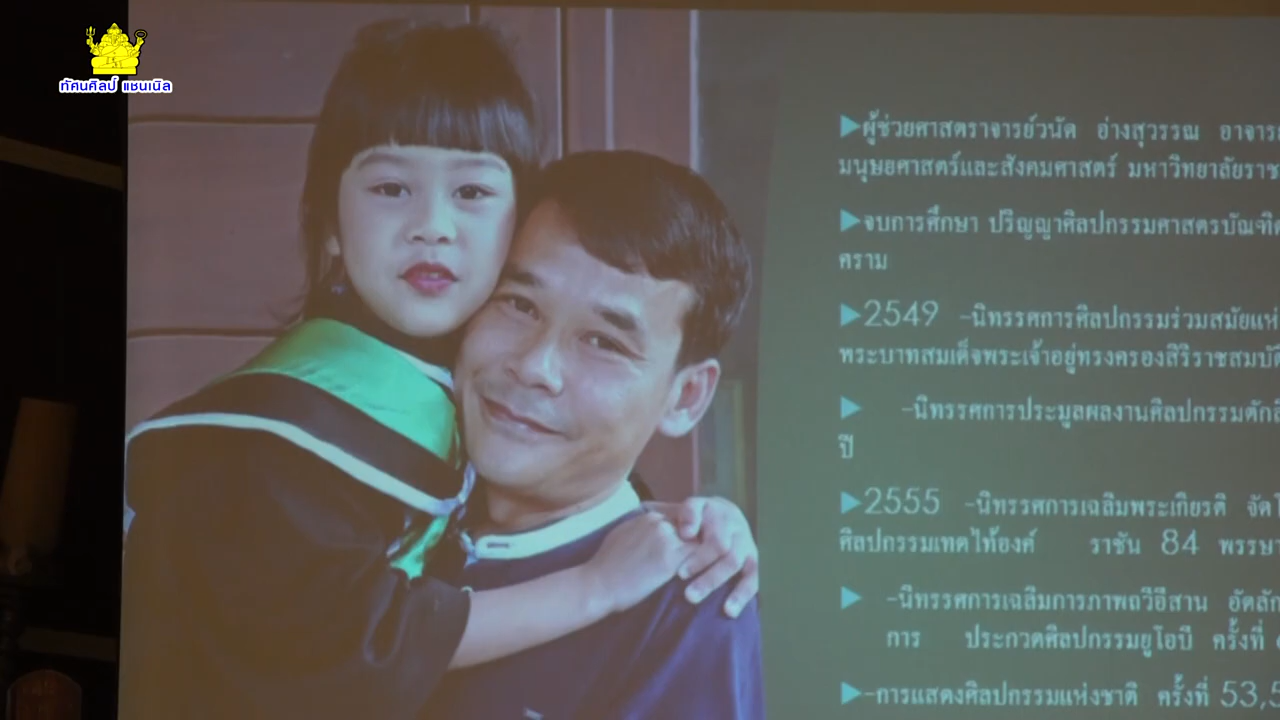 ทัศนศิลป์ แชนเนิล
▶ผู้ช่วยศาสตราจารย์วนัด อ่างสุวรรณ อาจาร
มนุษยศาสตร์และสังคมศาสตร์ มหาวิทยาลัยราช
▶จบการศึกษา ปริญญาศิลปกรรมศาสตรบัณฑิต
คราม
▶2549 -นิทรรศการศิลปกรรมร่วมสมัยแห่
พระบาทสมเด็จพระเจ้าอยู่ทรงครองสิริราชสมบัติ
▶ -นิทรรศการประมูลผลงานศิลปกรรมตัก
ปี
▶2555 -นิทรรศการเฉลิมพระเกียรติ จัด
ศิลปกรรมเทดไท้องค์ ราชัน 84 พรรษา
▶ -นิทรรศการเฉลิมการภาพถวิอีสาน อัตลัก
การ ประกวดศิลปกรรมยูโอบี ครั้งที่
▶-การแสดงศิลปกรรมแห่งชาติ ครั้งที่ 53,5